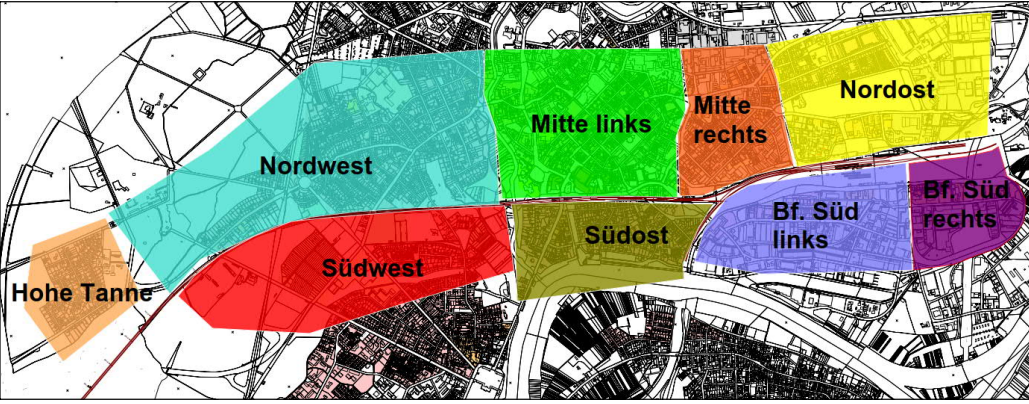 Nordost
Mitte
rechts
Mitte links
Nordwest
Bf. Süd
rechts
Bf. Süd
links
Südost
Südwest
Hohe Tanne